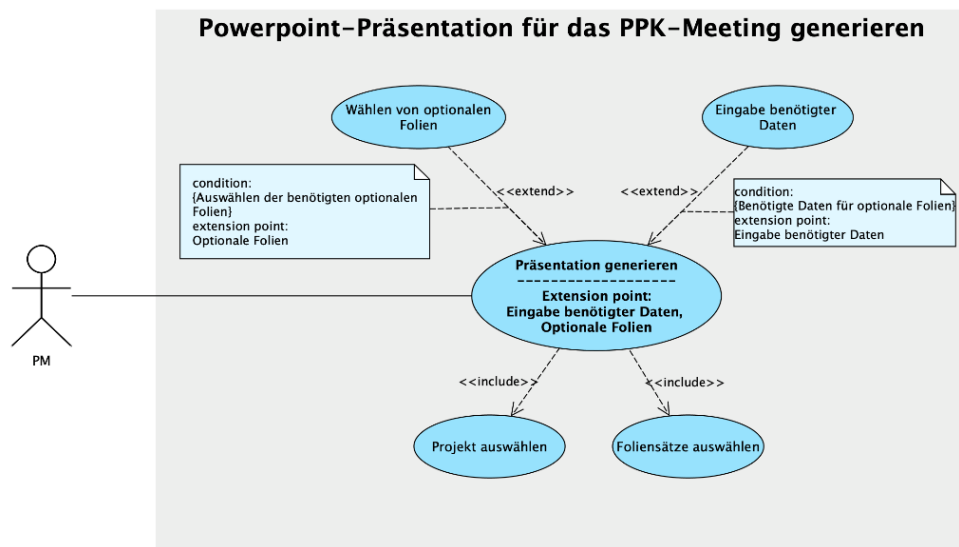 Powerpoint-Präsentation für das PPK-Meeting generieren
Wählen von optionalen
Folien
Eingabe benötigter
Daten
condition:
{Auswählen der benötigten optionalen
Folien}
extension point:
Optionale Folien
<<extend>>
<<extend>>
condition:
{Benötigte Daten für optionale Folien}
extension point:
Eingabe benötigter Daten
Präsentation generieren
--------------------
Extension point:
Eingabe benötigter Daten,
Optionale Folien
PM
<<include>>
<<include>>
Projekt auswählen
Foliensätze auswählen